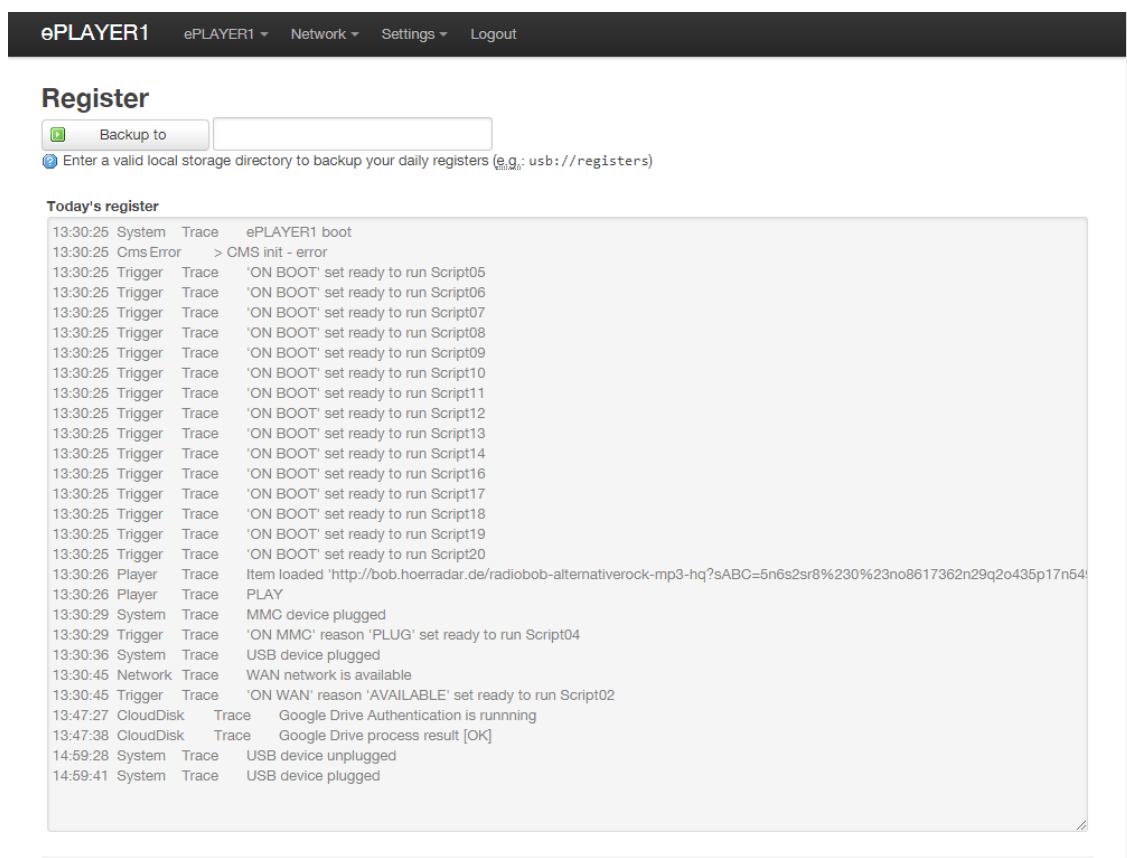 ePLAYER1 ePLAYER1 Network Settings Logout
Register
Backup to
Enter a valid local storage directory to backup your daily registers (e.g.: usb://registers)
Today's register
13:30:25 System Trace ePLAYER1 boot
13:30:25 Cms Error > CMS init - error
13:30:25 Trigger Trace 'ON BOOT' set ready to run Script05
13:30:25 Trigger Trace 'ON BOOT' set ready to run Script06
13:30:25 Trigger Trace 'ON BOOT' set ready to run Script07
13:30:25 Trigger Trace 'ON BOOT' set ready to run Script08
13:30:25 Trigger Trace 'ON BOOT' set ready to run Script09
13:30:25 Trigger Trace 'ON BOOT' set ready to run Script10
13:30:25 Trigger Trace 'ON BOOT' set ready to run Script11
13:30:25 Trigger Trace 'ON BOOT' set ready to run Script12
13:30:25 Trigger Trace 'ON BOOT' set ready to run Script13
13:30:25 Trigger Trace 'ON BOOT' set ready to run Script14
13:30:25 Trigger Trace 'ON BOOT' set ready to run Script16
13:30:25 Trigger Trace 'ON BOOT' set ready to run Script17
13:30:25 Trigger Trace 'ON BOOT' set ready to run Script18
13:30:25 Trigger Trace 'ON BOOT' set ready to run Script19
13:30:25 Trigger Trace 'ON BOOT' set ready to run Script20
13:30:26 Player Trace Item loaded 'http://bob.hoerradar.de/radiobob-alternativerock-mp3-hq?sABC=5n6s2sr8%230%23no8617362n29q2o435p17n549
13:30:26 Player Trace PLAY
13:30:29 System Trace MMC device plugged
13:30:29 Trigger Trace 'ON MMC' reason 'PLUG' set ready to run Script04
13:30:36 System Trace USB device plugged
13:30:45 Network Trace WAN network is available
13:30:45 Trigger Trace 'ON WAN' reason 'AVAILABLE' set ready to run Script02
13:47:27 CloudDisk Trace Google Drive Authentication is runnning
13:47:38 CloudDisk Trace Google Drive process result [OK]
14:59:28 System Trace USB device unplugged
14:59:41 System Trace USB device plugged